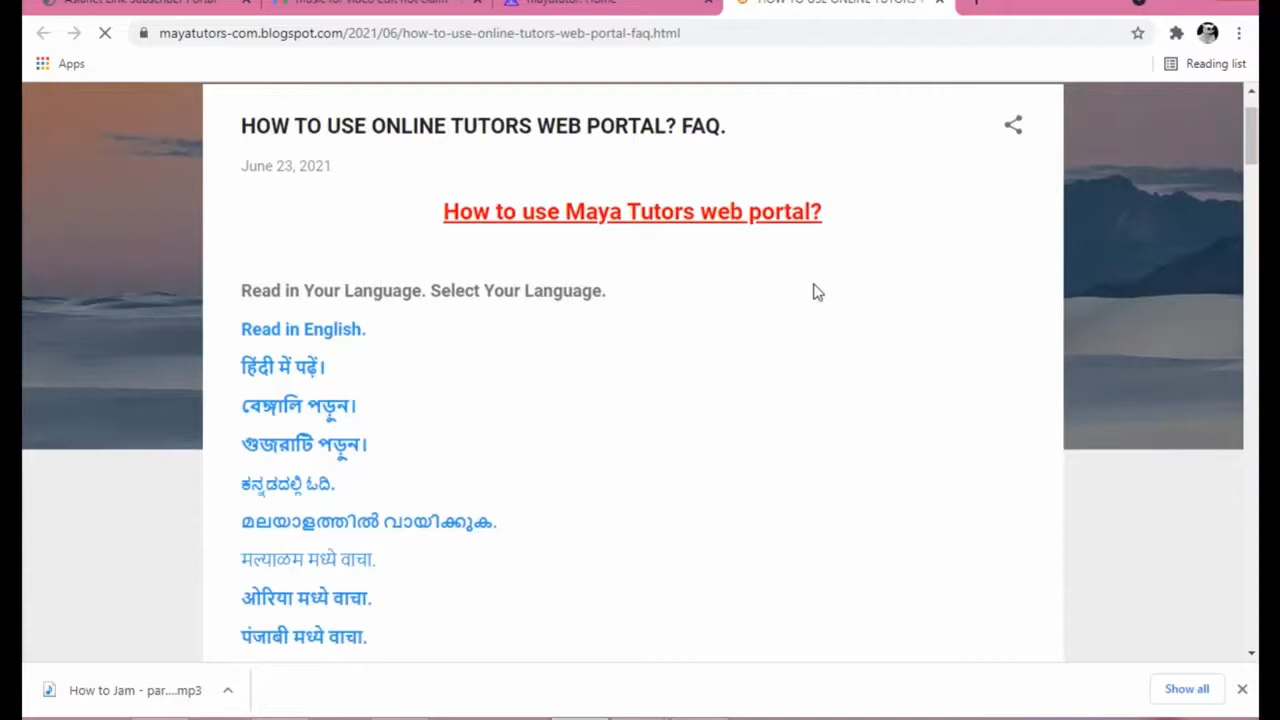 mayatutors-com.blogspot.com/2021/06/how-to-use-online-tutors-web-portal-faq.html
Apps
Reading list
HOW TO USE ONLINE TUTORS WEB PORTAL? FAQ.
June 23, 2021
How to use Maya Tutors web portal?
Read in Your Language. Select Your Language.
Read in English.
हिंदी में पढ़ें।
বেঙ্গালি পড়ুন।
গুজরাটি পড়ুন।
ಕನ್ನಡದಲ್ಲಿ ಓದಿ.
മലയാളത്തിൽ വായിക്കുക.
मल्याळम मध्ये वाचा.
ओरिया मध्ये वाचा.
पंजाबी मध्ये वाचा.
How to Jam - par....mp3
Show all